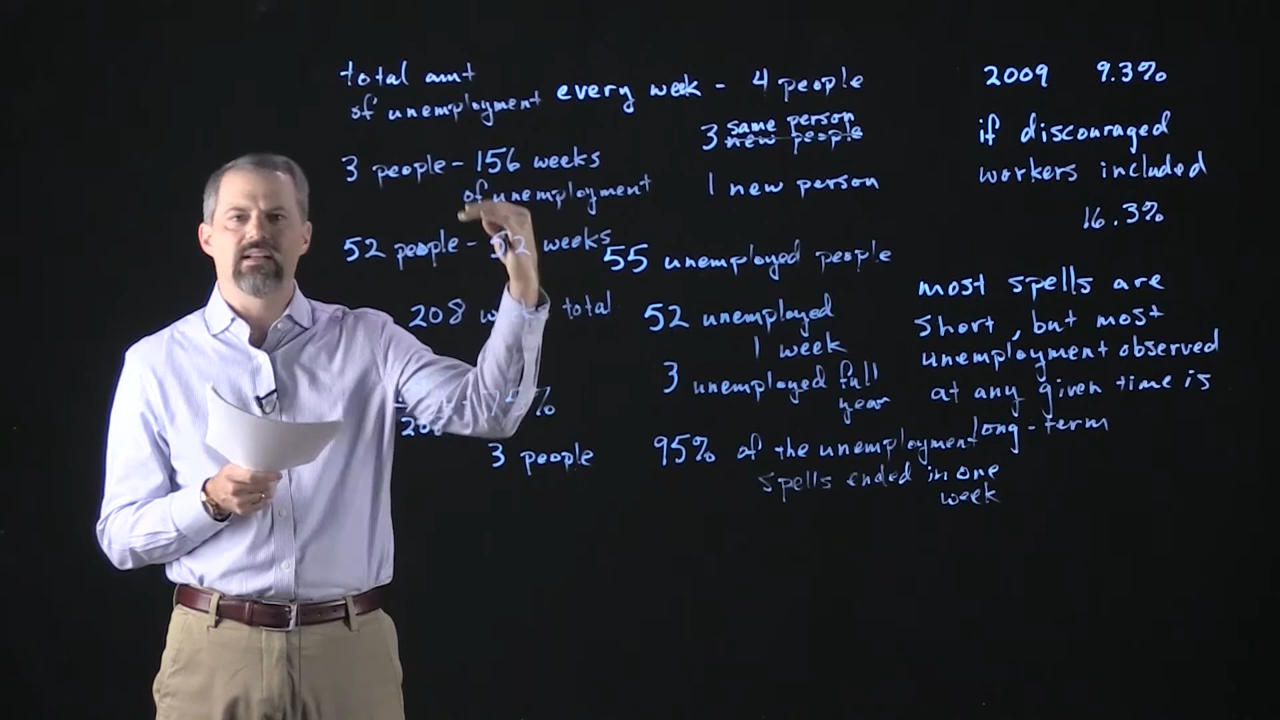 total amt
of unemployment
3 people - 156 weeks
of unemployment
52 people - 52 weeks
208 total
208
3 people
every week - 4 people
3 same person
new people
1 new person
55 unemployed people
52 unemployed
1 week
3 unemployed full
year
95% of the unemployment
spells ended in one
week
2009 9.3%
if discouraged
workers included
16.3%
most spells are
short, but most
unemployment observed
at any given time is
long-term